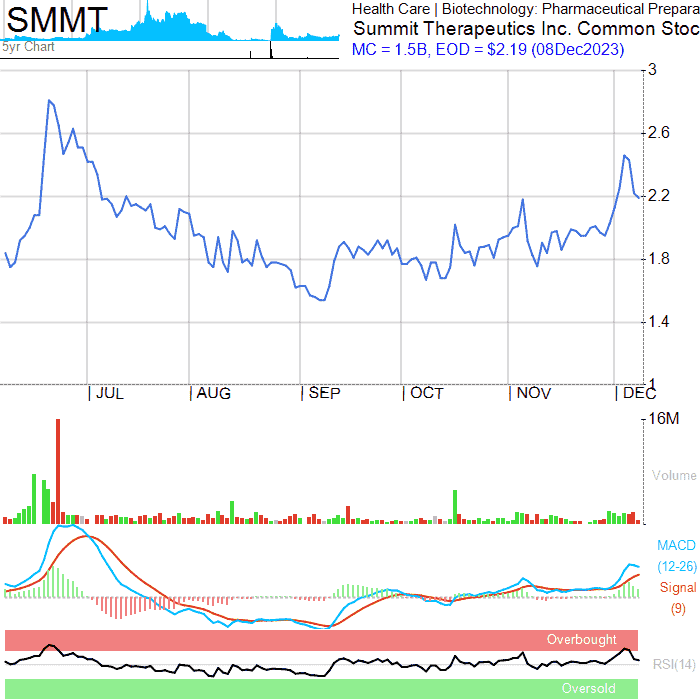 SMMT
5yr Chart
Health Care | Biotechnology: Pharmaceutical Prepara
Summit Therapeutics Inc. Common Stoc
MC = 1.5B, EOD = $2.19 (08Dec2023)
3
2.6
2.2
1.8
1.4
1
JUL
AUG
SEP
OCT
NOV
DEC
16M
Volume
MACD
(12-26)
Signal
(9)
Overbought
RSI(14)
Oversold